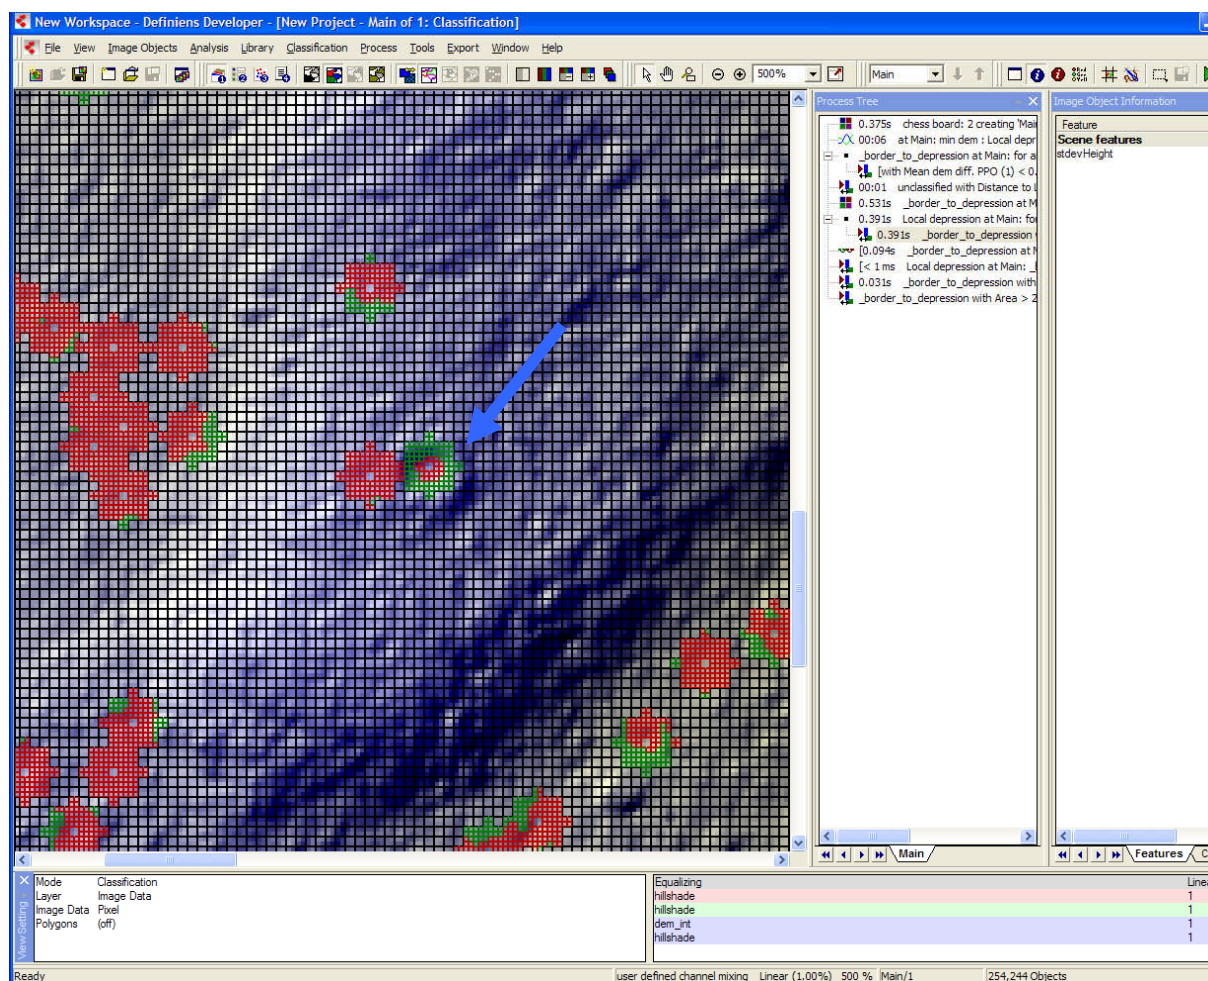 New Workspace - Definiens Developer - [New Project - Main of 1: Classification]
File View Image Objects Analysis Library Classification Process Tools Export Window Help
500% Main
Process Tree
0.375s chess board: 2 creating 'Mai
00:06 at Main: min dem : Local depr
_border_to_depression at Main: for a
[with Mean dem diff. PPO (1) < 0.
00:01 unclassified with Distance to L
0.531s _border_to_depression at M
0.391s Local depression at Main: for
0.391s _border_to_depression
[0.094s _border_to_depression at M
[< 1 ms Local depression at Main: _
0.031s _border_to_depression with
_border_to_depression with Area > 2
Main
Image Object Information
Feature
Scene features
stdevHeight
Features
View Setting
Mode Classification
Layer Image Data
Image Data Pixel
Polygons (off)
Equalizing Linea
hillshade 1
hillshade 1
dem_int 1
hillshade 1
Ready
user defined channel mixing Linear (1.00%) 500 % Main/1 254,244 Objects